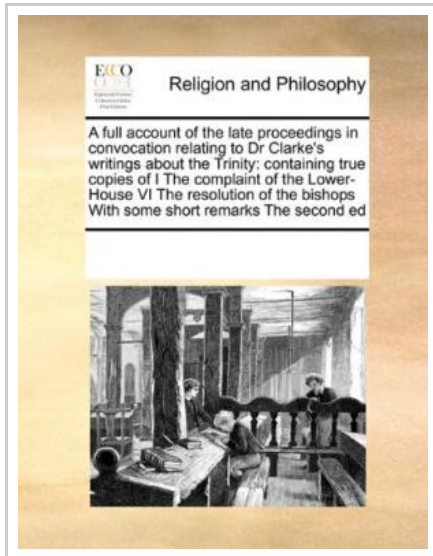 ECCO
Religion and Philosophy
A full account of the late proceedings in
convocation relating to Dr Clarke's
writings about the Trinity: containing true
copies of I The complaint of the Lower-
House VI The resolution of the bishops
With some short remarks The second ed